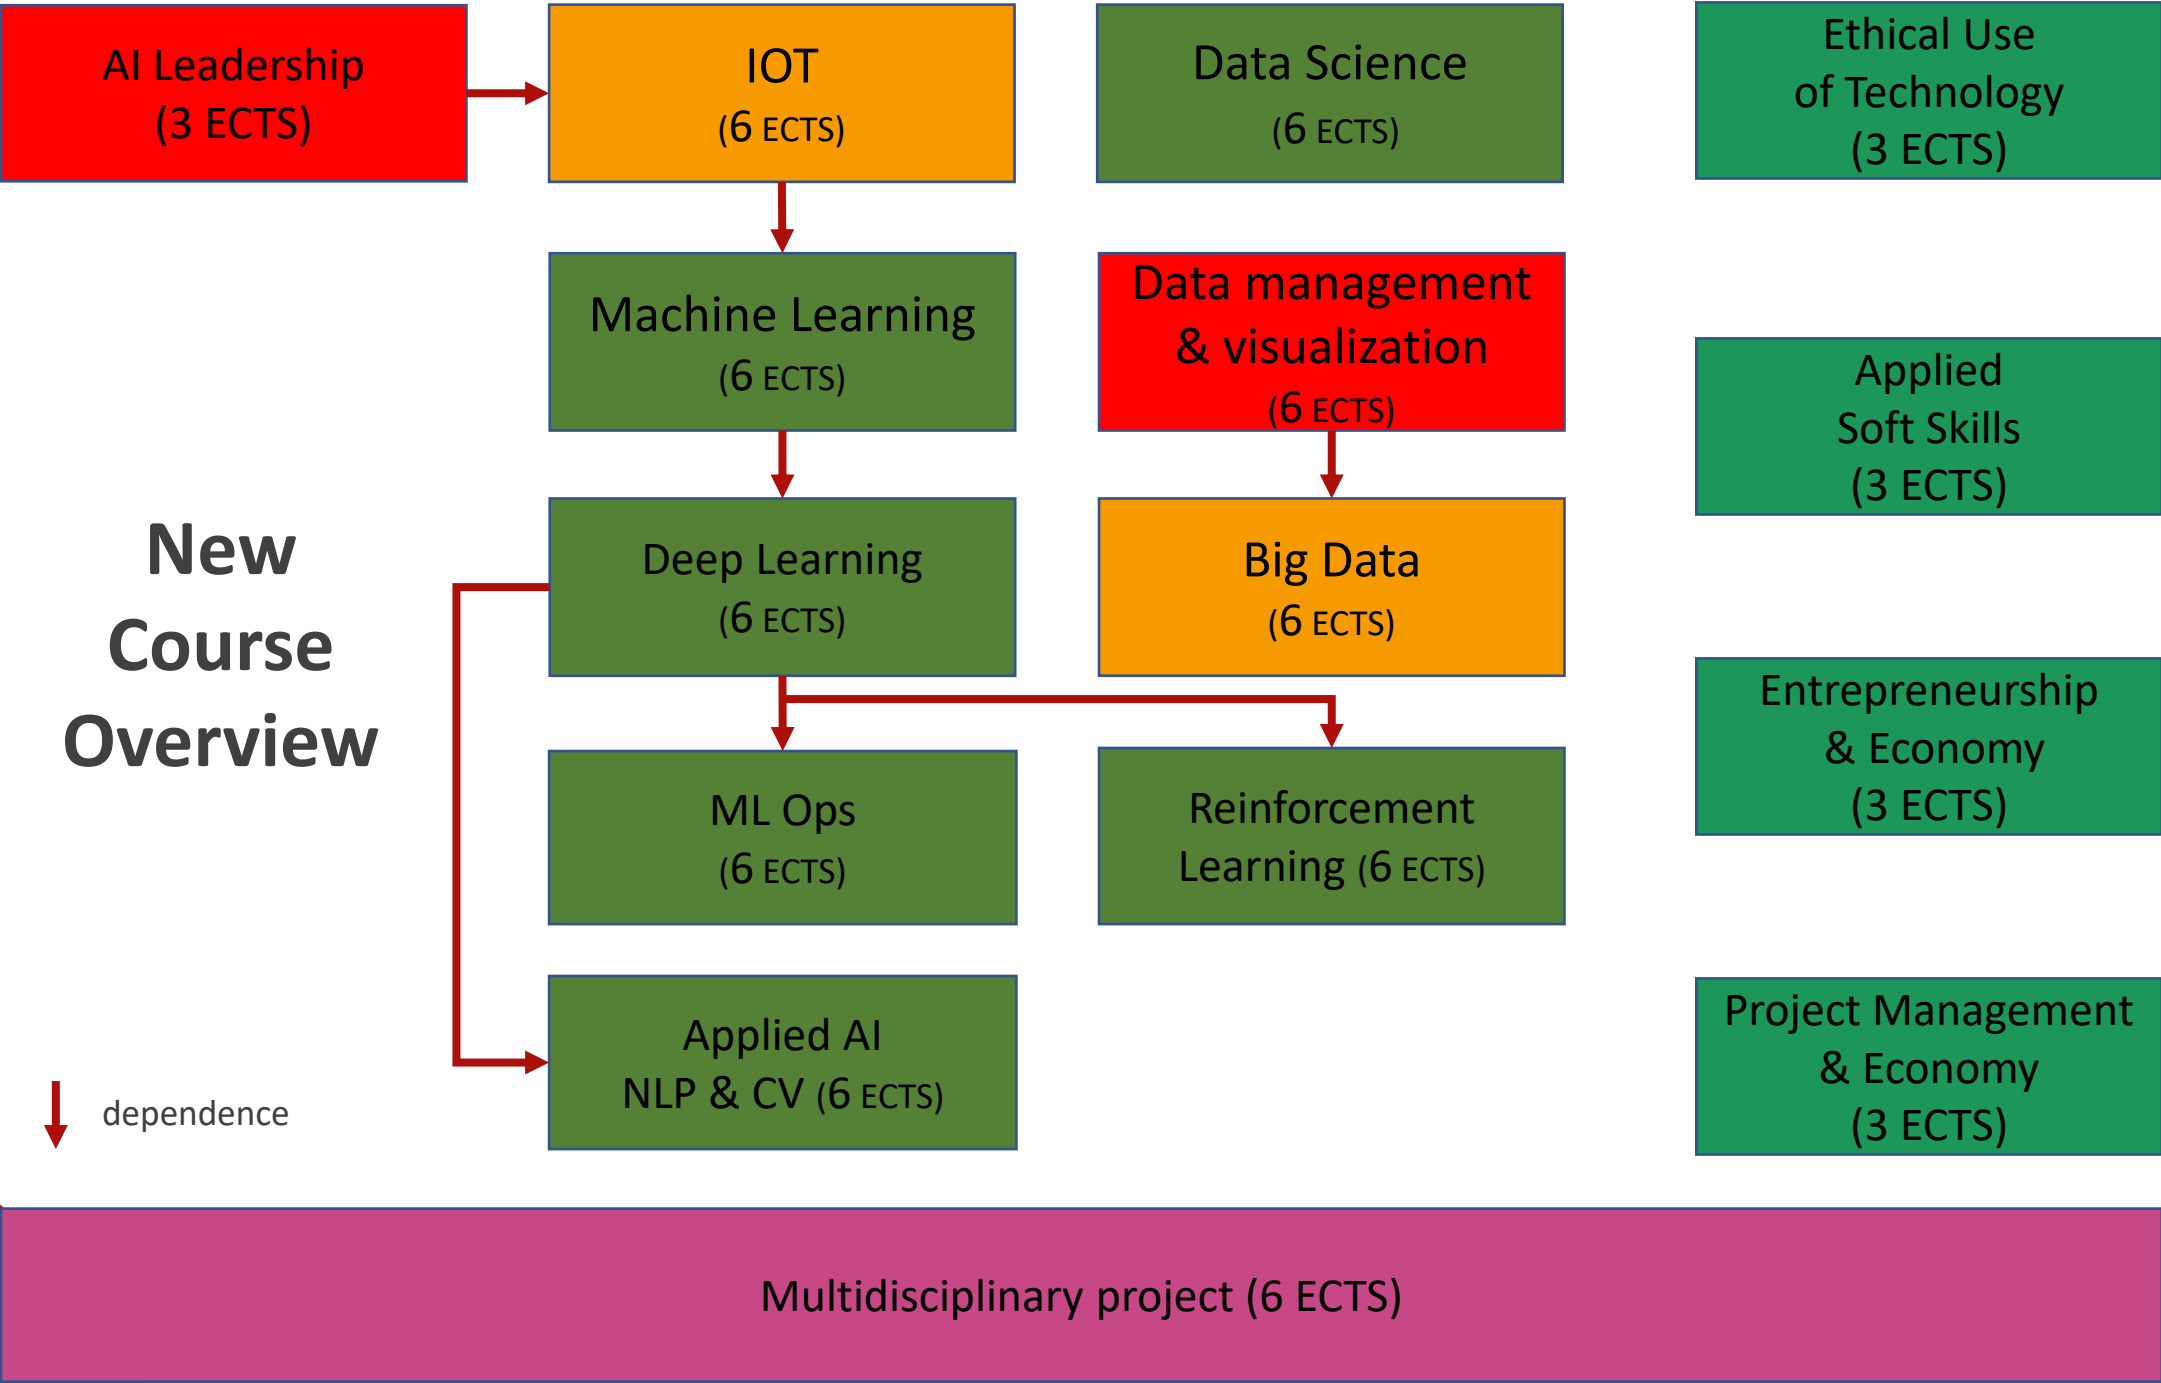 AI Leadership
(3 ECTS)
IOT
(6 ECTS)
Data Science
(6 ECTS)
Ethical Use
of Technology
(3 ECTS)
Machine Learning
(6 ECTS)
Data management
& visualization
(6 ECTS)
Applied
Soft Skills
(3 ECTS)
New
Course
Overview
Deep Learning
(6 ECTS)
Big Data
(6 ECTS)
Entrepreneurship
& Economy
(3 ECTS)
ML Ops
(6 ECTS)
Reinforcement
Learning (6 ECTS)
Applied AI
NLP & CV (6 ECTS)
Project Management
& Economy
(3 ECTS)
dependence
Multidisciplinary project (6 ECTS)